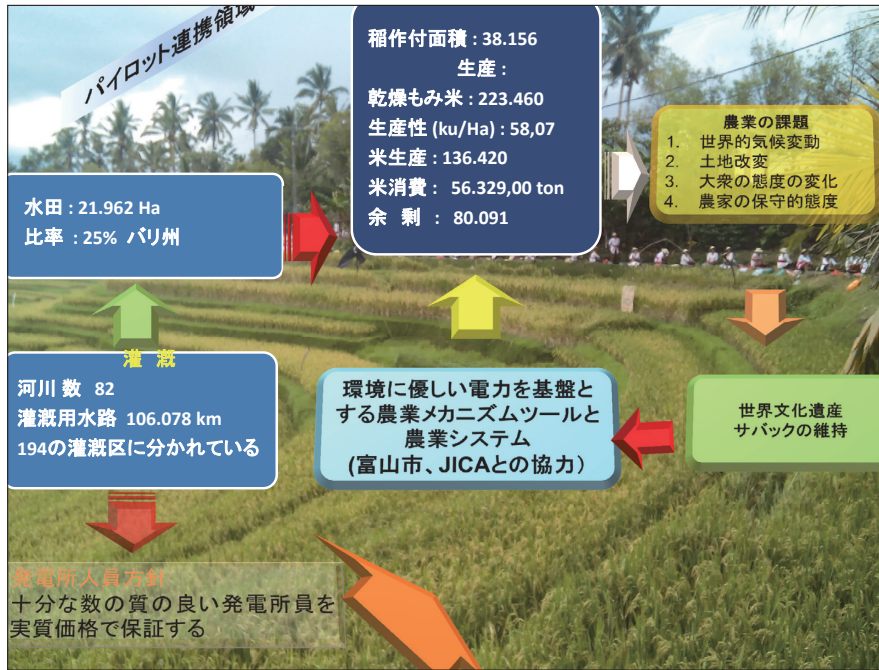 パイロット連携領域
稲作付面積 : 38.156
生産 :
乾燥もみ米 : 223.460
生産性 (ku/Ha) : 58,07
米生産 : 136.420
米消費 : 56.329,00 ton
余 剰 : 80.091
農業の課題
1. 世界的気候変動
2. 土地改変
3. 大衆の態度の変化
4. 農家の保守的態度
水田 : 21.962 Ha
比率 : 25% バリ州
灌 漑
河川 数 82
灌漑用水路 106.078 km
194の灌漑区に分かれている
環境に優しい電力を基盤と
する農業メカニズムツールと
農業システム
(富山市、JICAとの協力）
世界文化遺産
サバックの維持
発電所人員方針
十分な数の質の良い発電所員を
実質価格で保証する